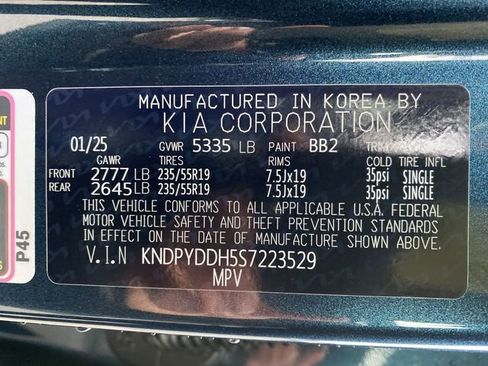 MANUFACTURED IN KOREA BY
KIA CORPORATION
01/25 GVWR 5335 LB PAINT BB2 TRIM
GAWR TIRES RIMS COLD TIRE INFL
FRONT 2777 LB 235/55R19 7.5Jx19 35psi SINGLE
REAR 2645 LB 235/55R19 7.5Jx19 35psi SINGLE
THIS VEHICLE CONFORMS TO ALL APPLICABLE U.S.A. FEDERAL
MOTOR VEHICLE SAFETY AND THEFT PREVENTION STANDARDS
IN EFFECT ON THE DATE OF MANUFACTURE SHOWN ABOVE.
V.I.N KNDPYDDH5S7223529
MPV
P45